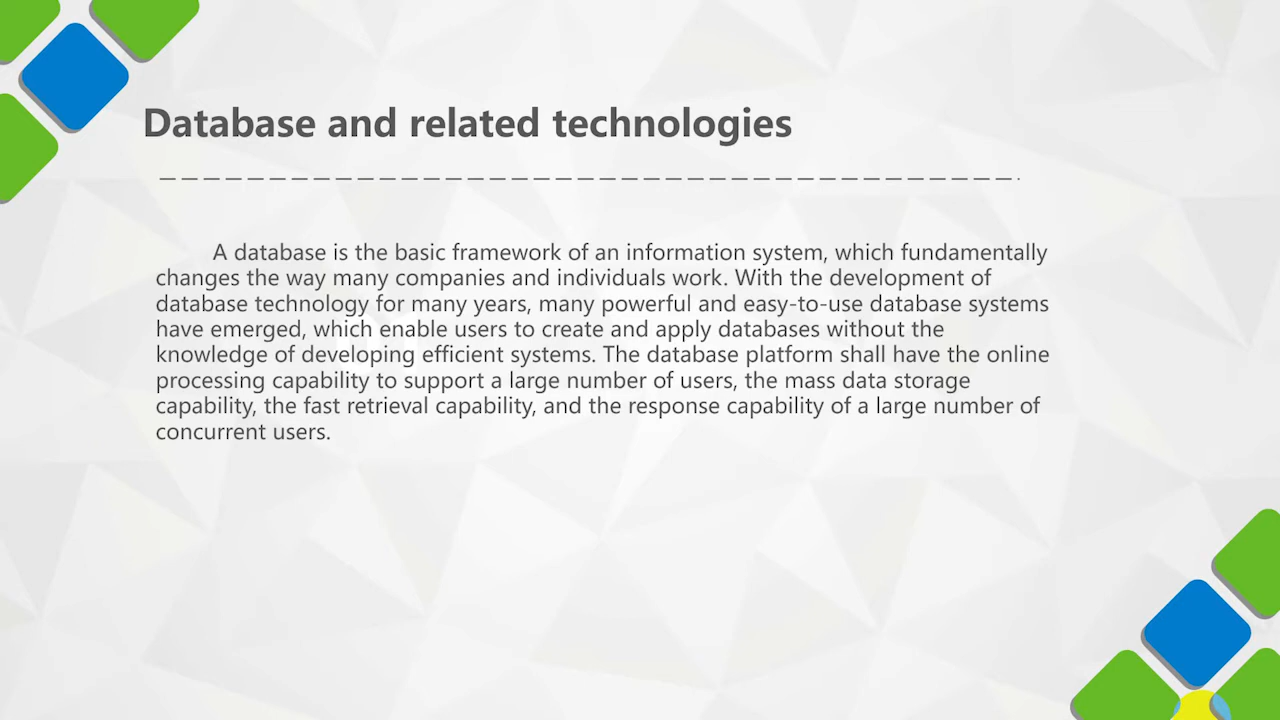 Database and related technologies
A database is the basic framework of an information system, which fundamentally
changes the way many companies and individuals work. With the development of
database technology for many years, many powerful and easy-to-use database systems
have emerged, which enable users to create and apply databases without the
knowledge of developing efficient systems. The database platform shall have the online
processing capability to support a large number of users, the mass data storage
capability, the fast retrieval capability, and the response capability of a large number of
concurrent users.